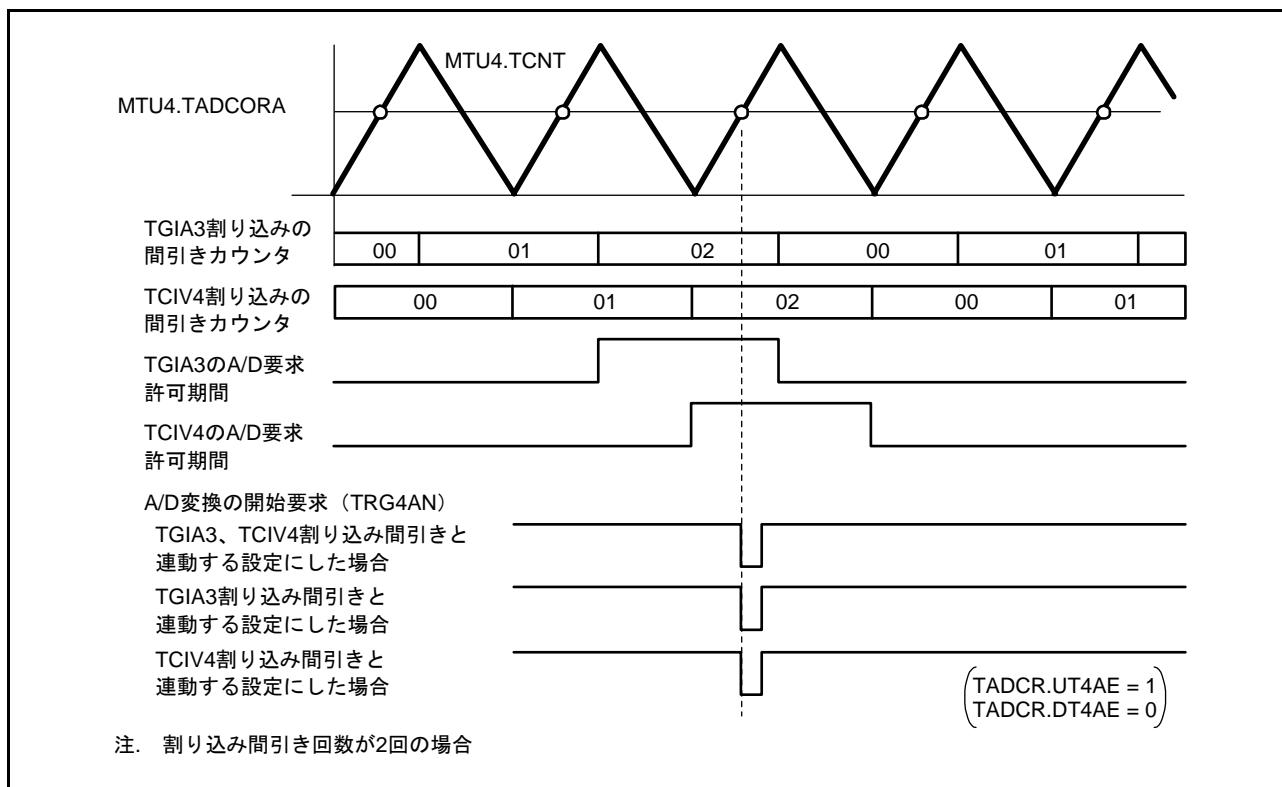 MTU4.TCNT
MTU4.TADCORA
TGIA3割り込みの
間引きカウンタ
00 01 02 00 01
TCIV4割り込みの
間引きカウンタ
00 01 02 00 01
TGIA3のA/D要求
許可期間
TCIV4のA/D要求
許可期間
A/D変換の開始要求（TRG4AN）
TGIA3、TCIV4割り込み間引きと
連動する設定にした場合
TGIA3割り込み間引きと
連動する設定にした場合
TCIV4割り込み間引きと
連動する設定にした場合
TADCR.UT4AE = 1
TADCR.DT4AE = 0
注. 割り込み間引き回数が2回の場合